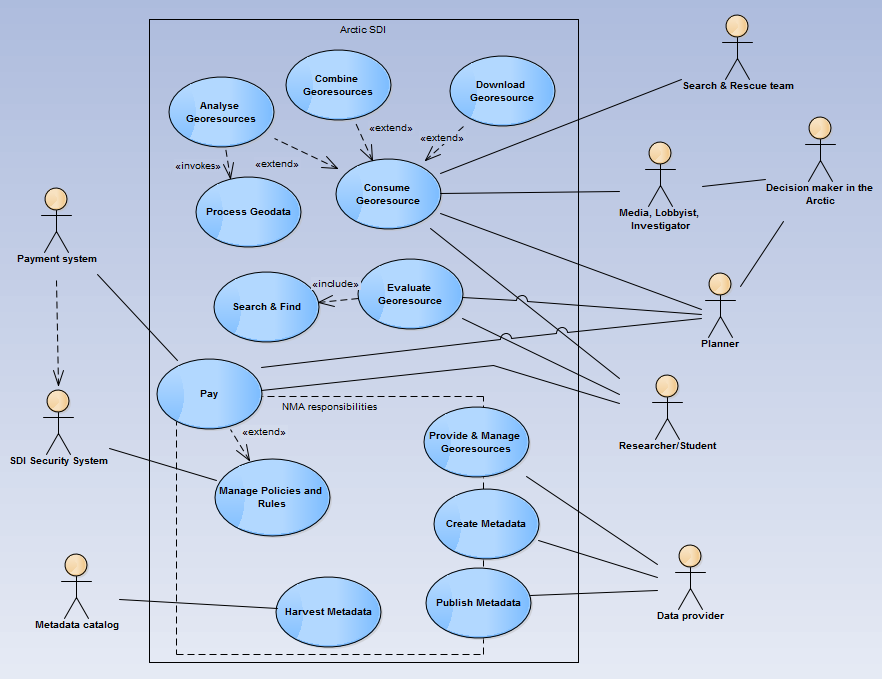 Arctic SDI
Search & Rescue team
Combine
Georesources
Download
Georesource
Analyse
Georesources
«extend»
«extend»
«invokes»
«extend»
Consume
Georesource
Process Geodata
Decision maker in the
Arctic
Media, Lobbyist,
Investigator
Payment system
Evaluate
Georesource
«include»
Search & Find
Planner
Pay
NMA responsibilities
«extend»
Provide & Manage
Georesources
Researcher/Student
SDI Security System
Manage Policies and
Rules
Create Metadata
Harvest Metadata
Publish Metadata
Metadata catalog
Data provider